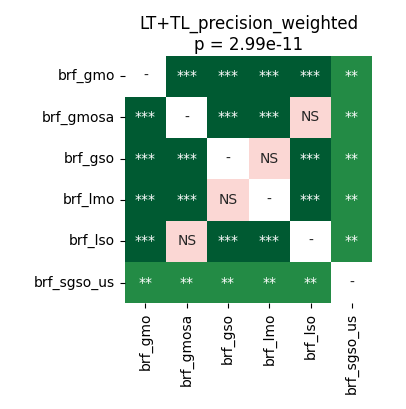 LT+TL_precision_weighted
p = 2.99e-11
brf_gmo - *** *** *** *** **
brf_gmosa *** - *** *** NS **
brf_gso *** *** - NS *** **
brf_lmo *** *** NS - *** **
brf_lso *** NS *** *** - **
brf_sgso_us ** ** ** ** ** -
brf_gmo
brf_gmosa
brf_gso
brf_lmo
brf_lso
brf_sgso_us